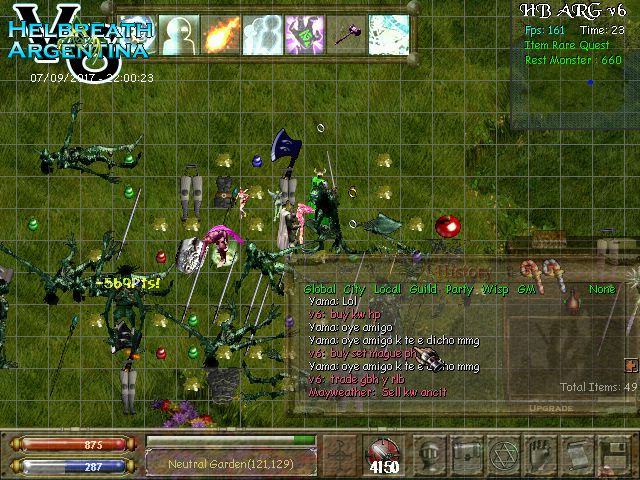 HELBREATH
ARGENTINA
V6
07/09/2017 - 22:00:23
HB ARG v6
Fps: 161 Time: 23
Item Rare Quest
Rest Monster : 660
-569Pts!
History
Global City Local Guild Party Wisp GM None
Yama: Lol
v6: buy kw hp
Yama: oye amigo
Yama: oye amigo k te e dicho mmg
v6: buy set mague ph
Yama: oye amigo k te e dicho mmg
v6: trade gbh y rlb
Mayweather: Sell kw ancit
Total Items: 49
UPGRADE
875
287
Neutral Garden(121,129)
4150